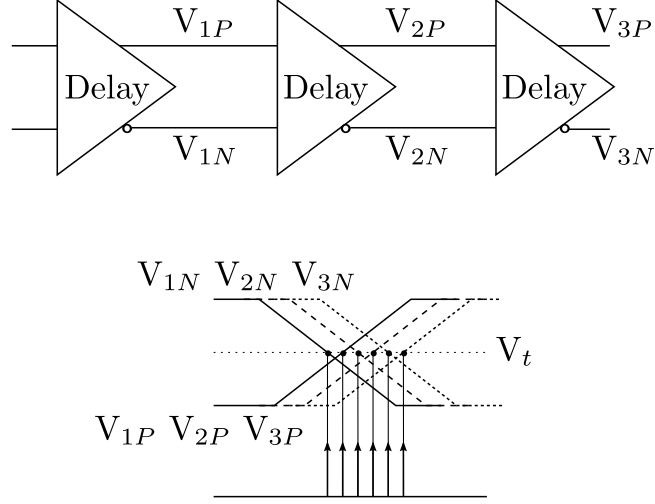 V1P V2P V3P
Delay Delay Delay
V1N V2N V3N
V1N V2N V3N
Vt
V1P V2P V3P